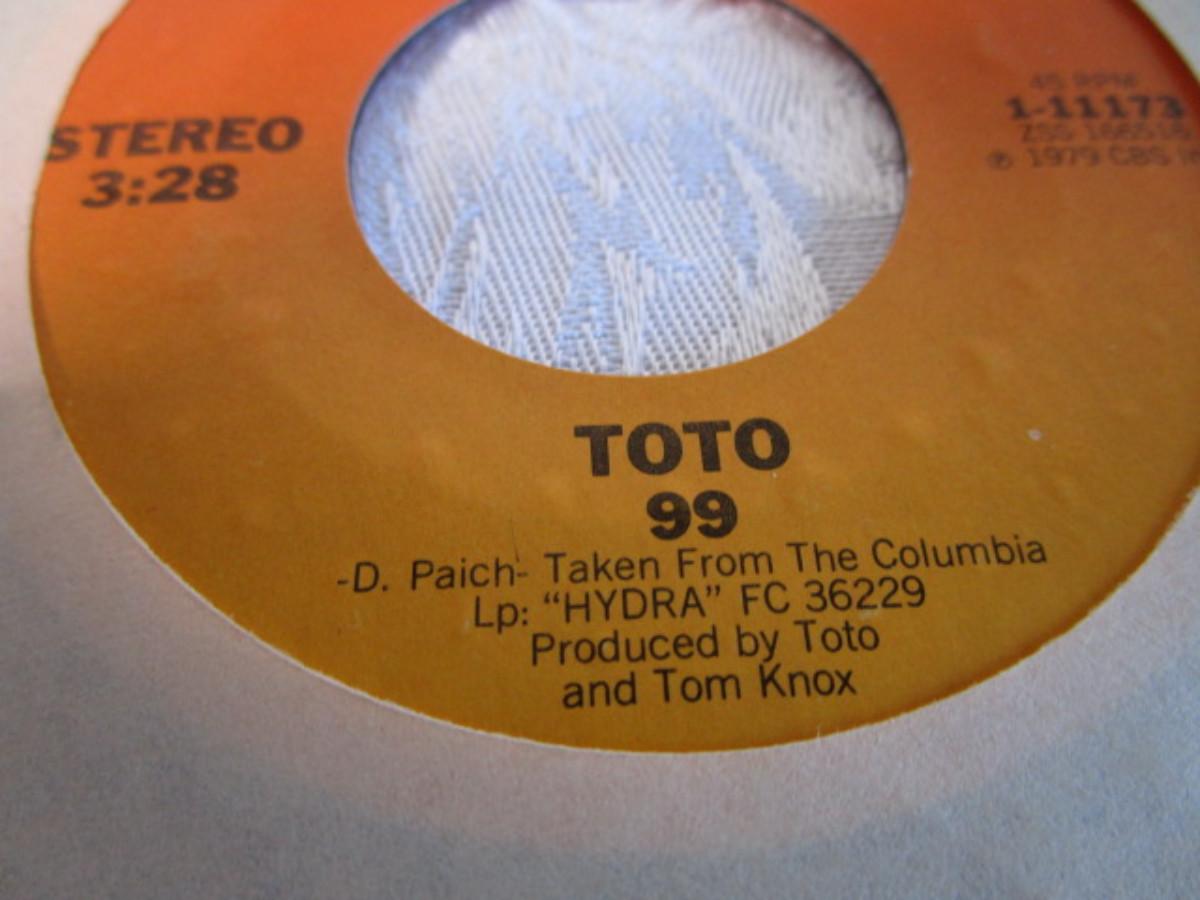 STEREO
3:28
45 RPM
1-11173
ZSS
℗ 1979 CBS
TOTO
99
-D. Paich- Taken From The Columbia
Lp: “HYDRA” FC 36229
Produced by Toto
and Tom Knox